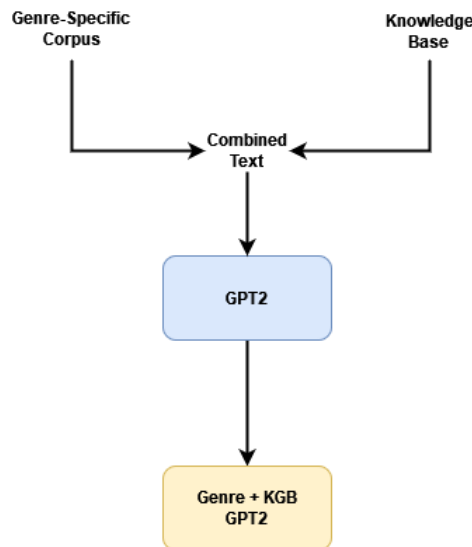 Genre-Specific
Corpus
Knowledge
Base
Combined
Text
GPT2
Genre + KGB
GPT2